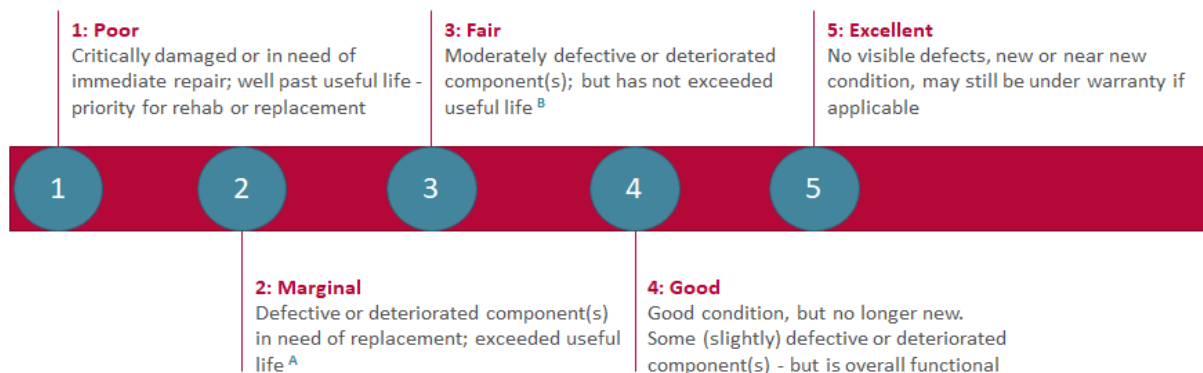 1: Poor
Critically damaged or in need of
immediate repair; well past useful life -
priority for rehab or replacement
3: Fair
Moderately defective or deteriorated
component(s); but has not exceeded
useful life B
5: Excellent
No visible defects, new or near new
condition, may still be under warranty if
applicable
1
2
3
4
5
2: Marginal
Defective or deteriorated component(s)
in need of replacement; exceeded useful
life A
4: Good
Good condition, but no longer new.
Some (slightly) defective or deteriorated
component(s) - but is overall functional